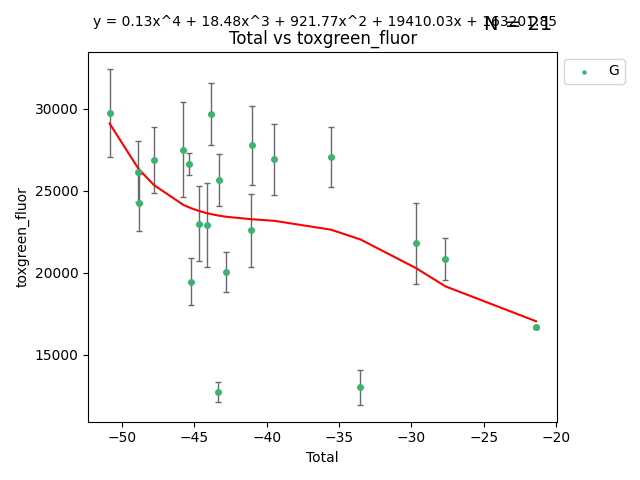 y = 0.13x^4 + 18.48x^3 + 921.77x^2 + 19410.03x + 163201.85
N = 21
Total vs toxgreen_fluor
G
30000
25000
20000
15000
toxgreen_fluor
−50
−45
−40
−35
−30
−25
−20
Total